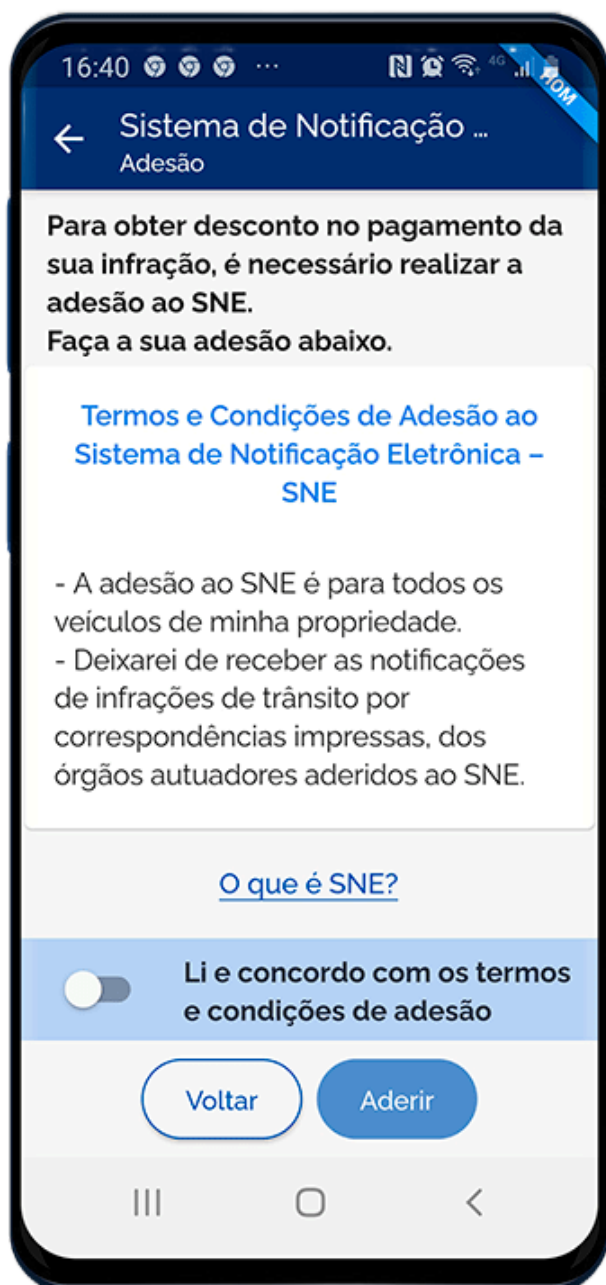 16:40
4G
HOM
Sistema de Notificação ...
Adesão
Para obter desconto no pagamento da
sua infração, é necessário realizar a
adesão ao SNE.
Faça a sua adesão abaixo.
Termos e Condições de Adesão ao
Sistema de Notificação Eletrônica –
SNE
- A adesão ao SNE é para todos os
veículos de minha propriedade.
- Deixarei de receber as notificações
de infrações de trânsito por
correspondências impressas, dos
órgãos autuadores aderidos ao SNE.
O que é SNE?
Li e concordo com os termos
e condições de adesão
Voltar
Aderir